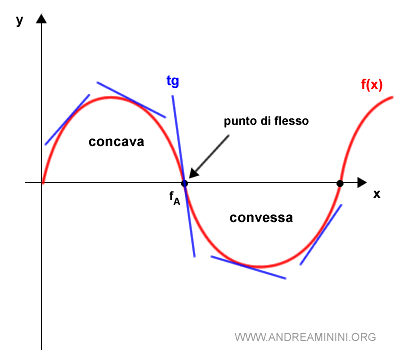 y
tg
f(x)
punto di flesso
concava
f_A
x
convessa
WWW.ANDREAMININI.ORG